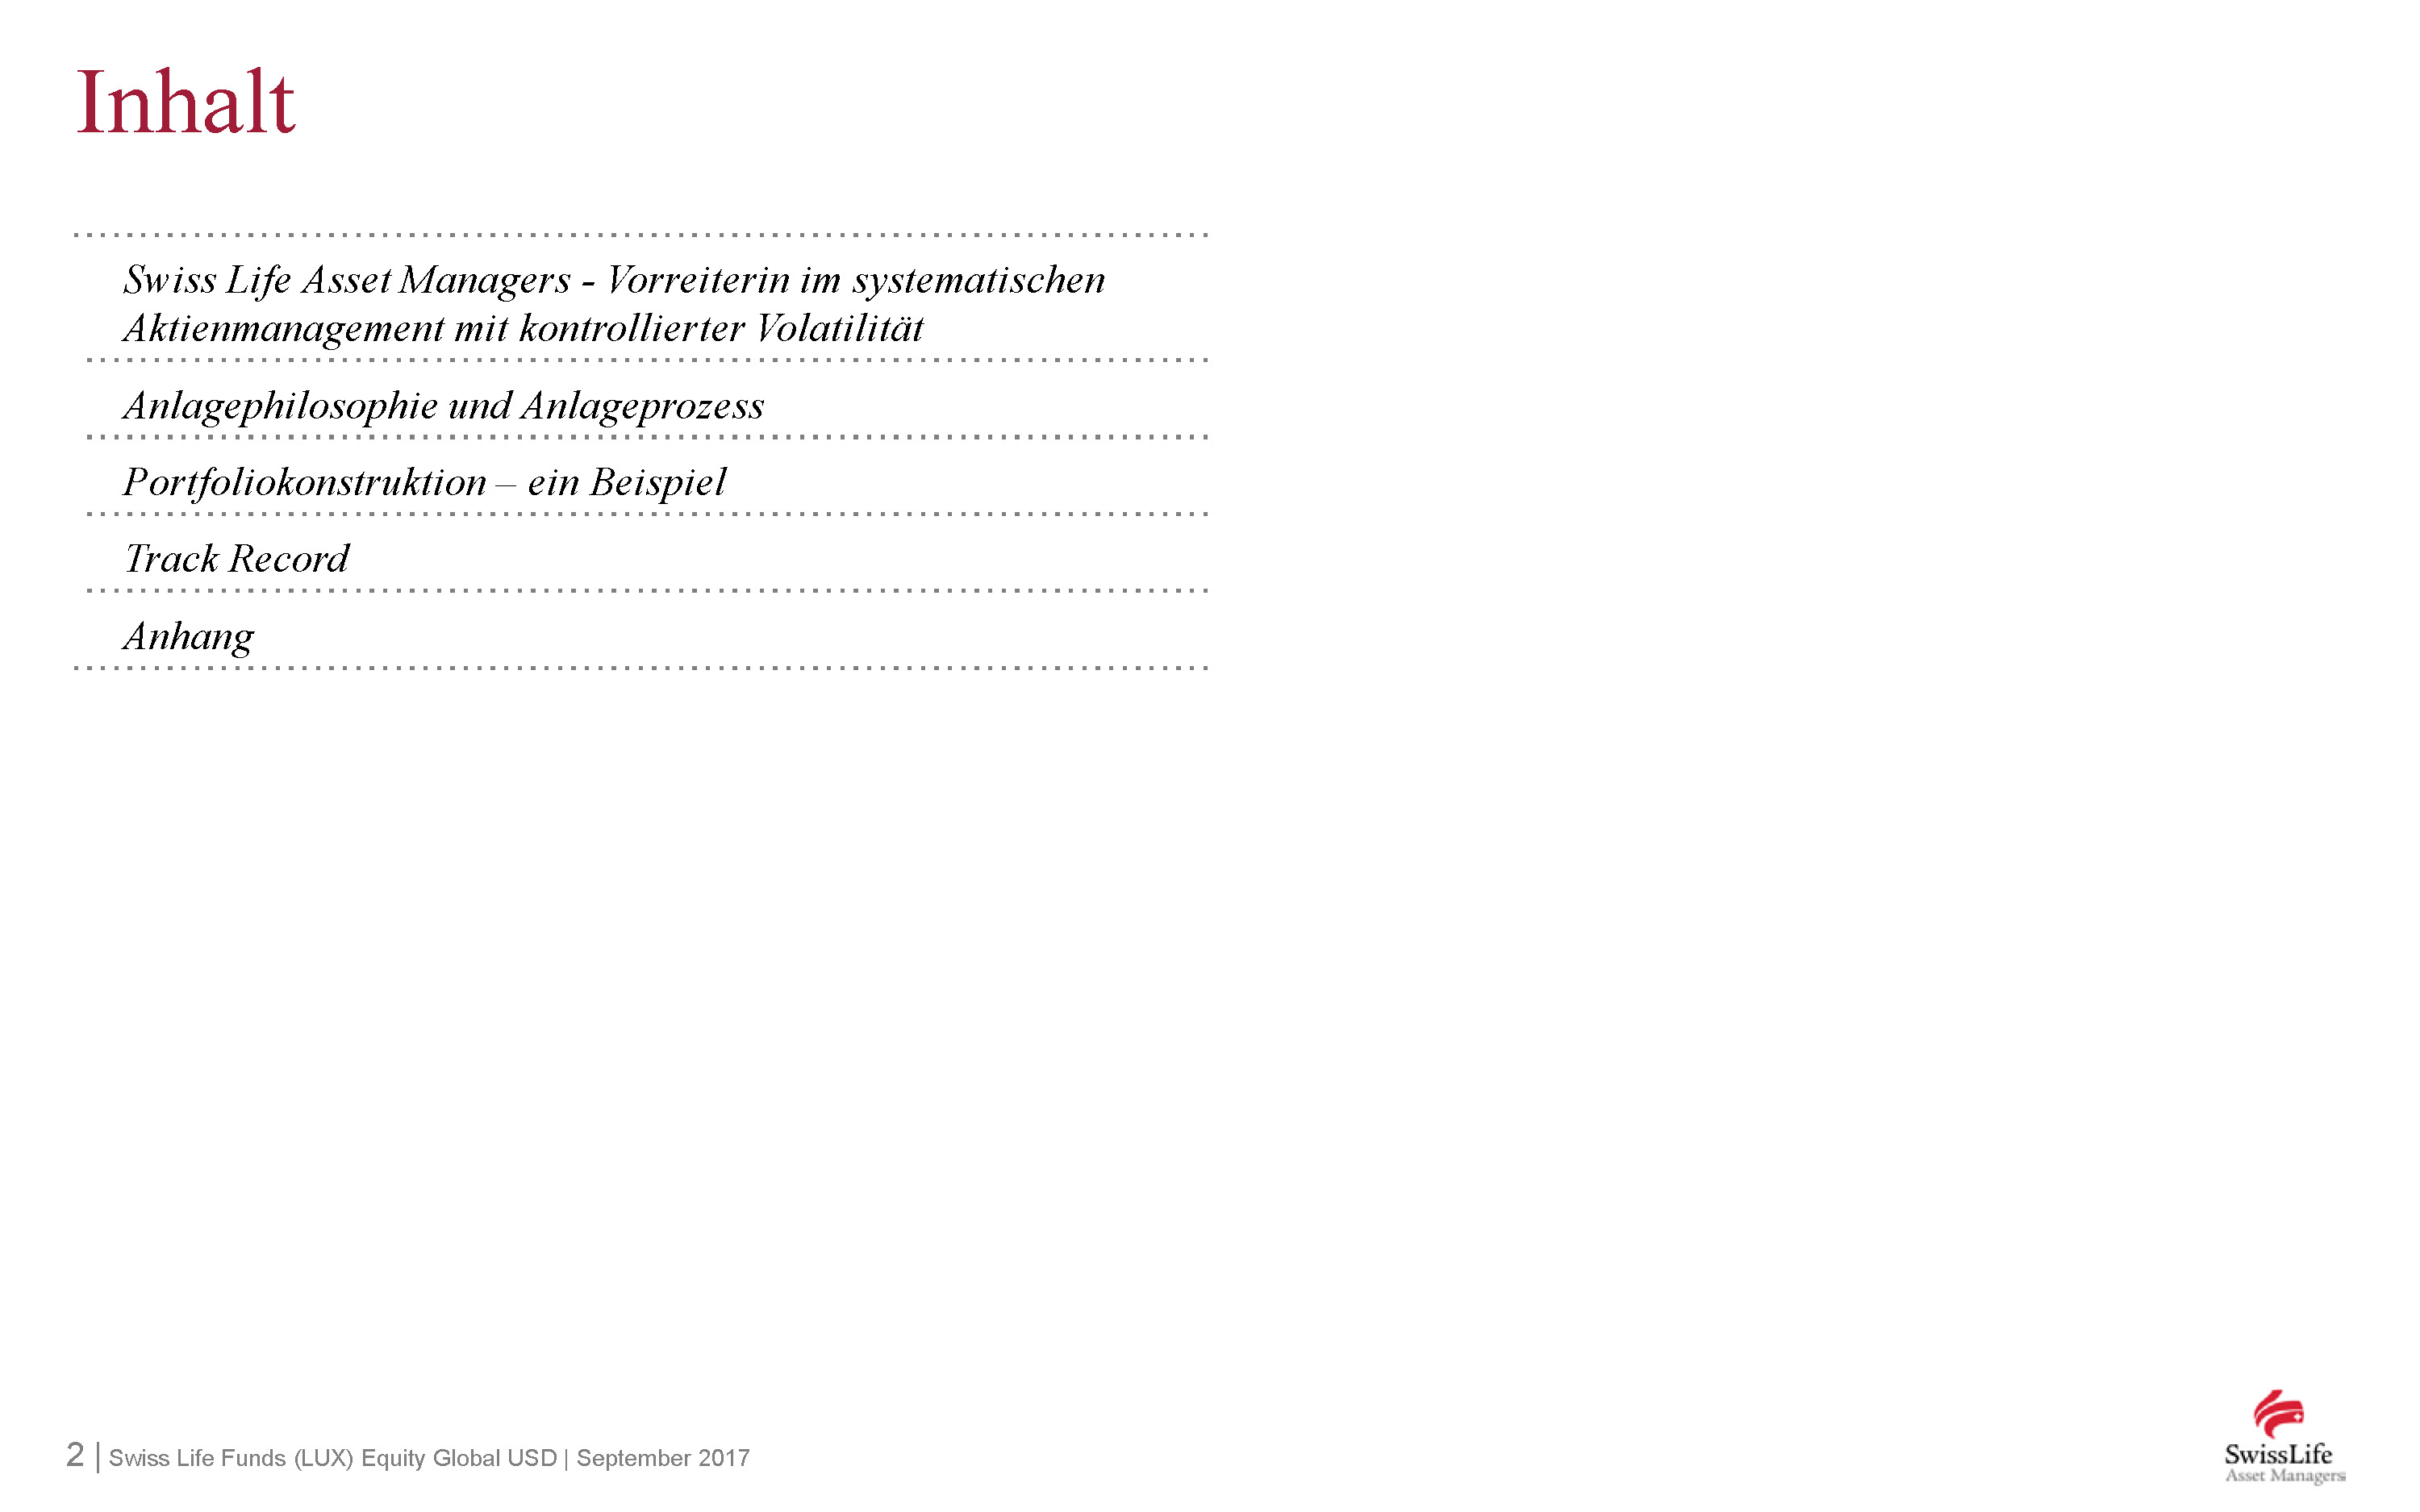 Inhalt
Swiss Life Asset Managers - Vorreiterin im systematischen
Aktienmanagement mit kontrollierter Volatilität
Anlagephilosophie und Anlageprozess
Portfoliokonstruktion – ein Beispiel
Track Record
Anhang
2 | Swiss Life Funds (LUX) Equity Global USD | September 2017
SwissLife
Asset Managers